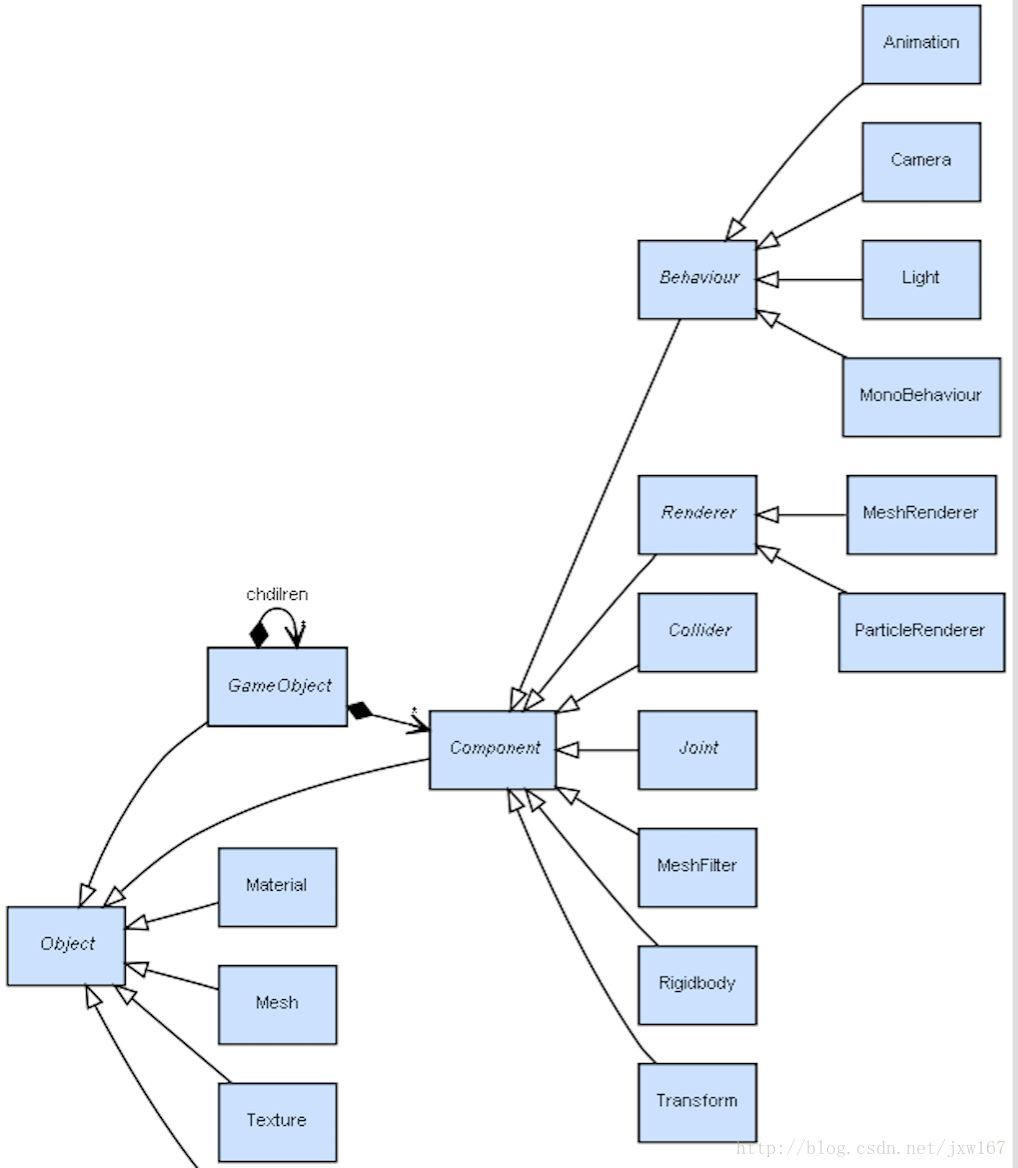 Animation
Camera
Behaviour
Light
MonoBehaviour
Renderer
MeshRenderer
chdilren
*
Collider
ParticleRenderer
GameObject
*
Component
Joint
Material
MeshFilter
Object
Mesh
Rigidbody
Texture
Transform
http://blog.csdn.net/jxw167